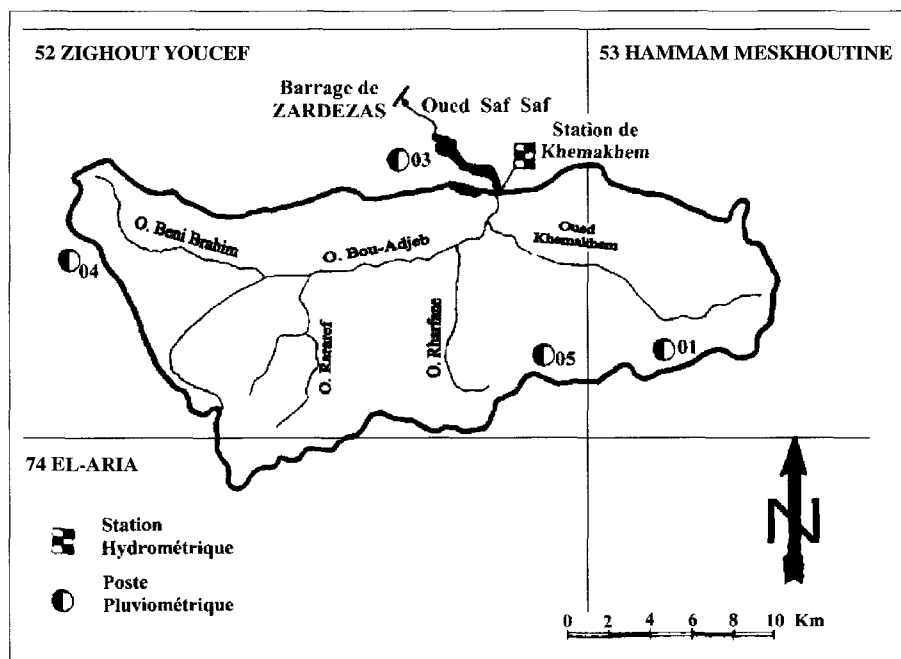 52 ZIGHOUT YOUCEF
53 HAMMAM MESKHOUTINE
Barrage de
ZARDEZAS
Oued Saf Saf
Station de
Khemakhem
03
O. Beni Brahim
O. Bou-Adjeb
Oued
Khemakhem
04
O. Rararef
O. Rharfane
05
01
74 EL-ARIA
Station
Hydrométrique
Poste
Pluviométrique
N
0 2 4 6 8 10 Km